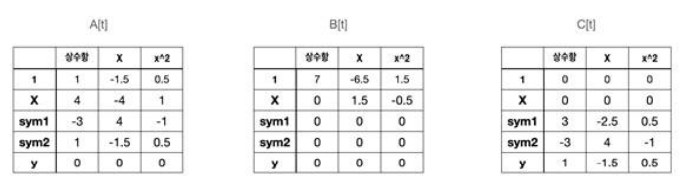 A[t] B[t] C[t]
상수항 X x^2 상수항 X x^2 상수항 X x^2
1 1 -1.5 0.5 1 7 -6.5 1.5 1 0 0 0
X 4 -4 1 X 0 1.5 -0.5 X 0 0 0
sym1 -3 4 -1 sym1 0 0 0 sym1 3 -2.5 0.5
sym2 1 -1.5 0.5 sym2 0 0 0 sym2 -3 4 -1
y 0 0 0 y 0 0 0 y 1 -1.5 0.5